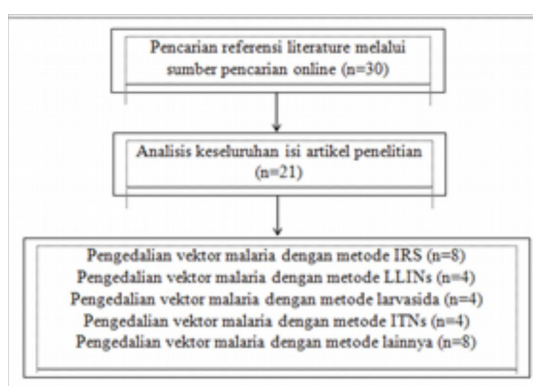 Pencarian referensi literature melalui
sumber pencarian online (n=30)
Analisis keseluruhan isi artikel penelitian
(n=21)
Pengedalian vektor malaria dengan metode IRS (n=8)
Pengedalian vektor malaria dengan metode LLINs (n=4)
Pengedalian vektor malaria dengan metode larvasida (n=4)
Pengedalian vektor malaria dengan metode ITNs (n=4)
Pengedalian vektor malaria dengan metode lainnya (n=8)